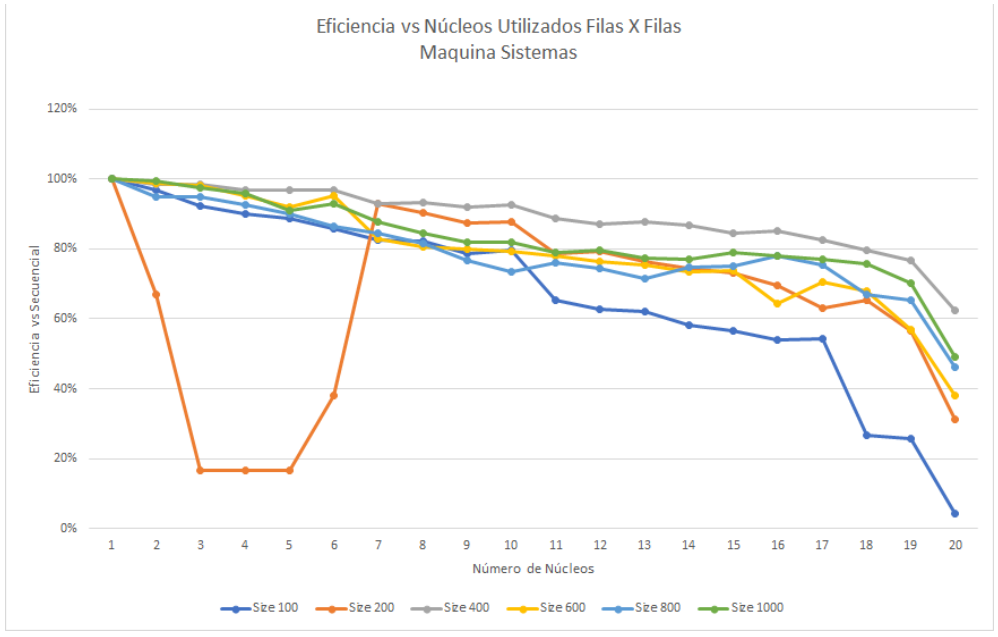 Eficiencia vs Núcleos Utilizados Filas X Filas
Maquina Sistemas
120%
100%
80%
60%
40%
20%
0%
Eficiencia vs Secuencial
1 2 3 4 5 6 7 8 9 10 11 12 13 14 15 16 17 18 19 20
Número de Núcleos
Size 100 Size 200 Size 400 Size 600 Size 800 Size 1000